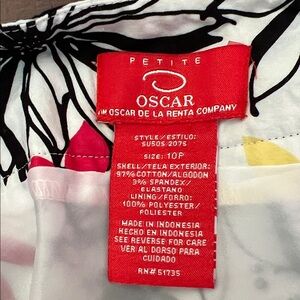 PETITE
OSCAR
AN OSCAR DE LA RENTA COMPANY
STYLE/ESTILO:
SUS0S/2075
SIZE: 10P
SHELL/TELA EXTERIOR:
97% COTTON/ALGODON
3% SPANDEX/
ELASTANO
LINING/FORRO:
100% POLYESTER/
POLIESTER
MADE IN INDONESIA
HECHO EN INDONESIA
SEE REVERSE FOR CARE
VER AL DORSO PARA
CUIDADO
RN# 51735